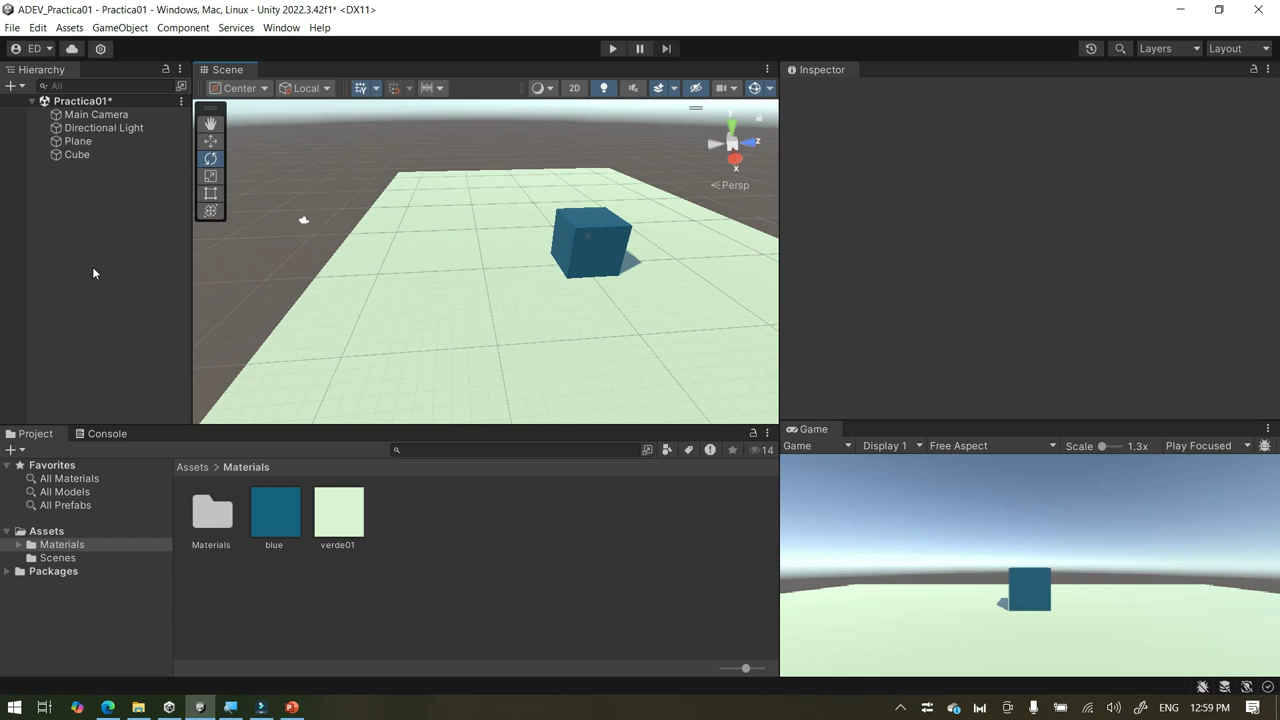 ADEV_Practica01 - Practica01 - Windows, Mac, Linux - Unity 2022.3.42f1* <DX11>
File Edit Assets GameObject Component Services Window Help
ED
Layers Layout
Hierarchy
All
Practica01*
Main Camera
Directional Light
Plane
Cube
Scene
Center Local 2D
y
z
x
Persp
Inspector
Project Console
14
Favorites
All Materials
All Models
All Prefabs
Assets
Materials
Scenes
Packages
Assets > Materials
Materials blue verde01
Game
Game Display 1 Free Aspect Scale 1.3x Play Focused
ENG 12:59 PM